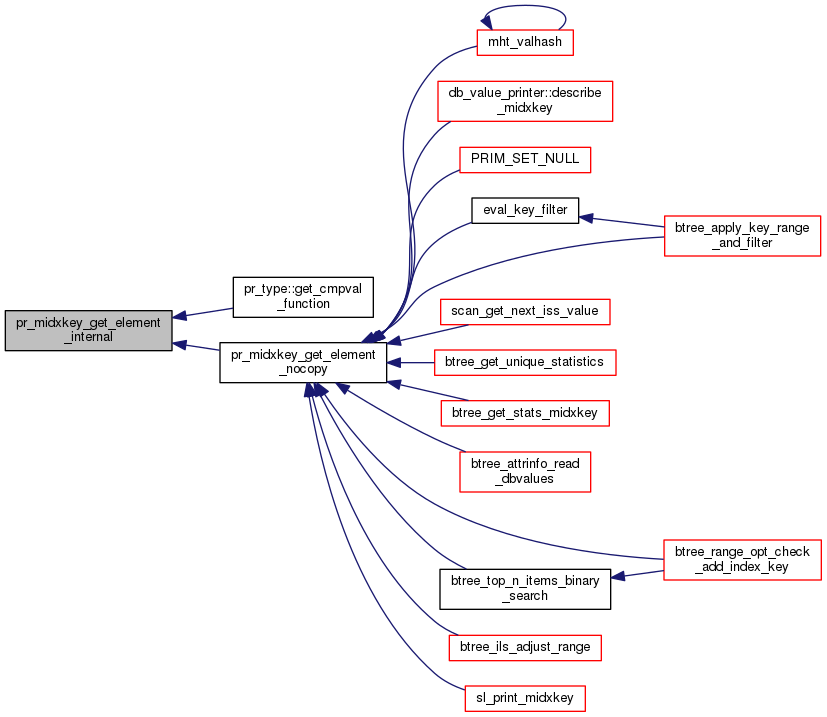 mht_valhash
db_value_printer::describe
_midxkey
PRIM_SET_NULL
eval_key_filter
btree_apply_key_range
_and_filter
pr_type::get_cmpval
_function
scan_get_next_iss_value
pr_midxkey_get_element
_internal
pr_midxkey_get_element
_nocopy
btree_get_unique_statistics
btree_get_stats_midxkey
btree_attrinfo_read
_dbvalues
btree_range_opt_check
_add_index_key
btree_top_n_items_binary
_search
btree_ils_adjust_range
sl_print_midxkey